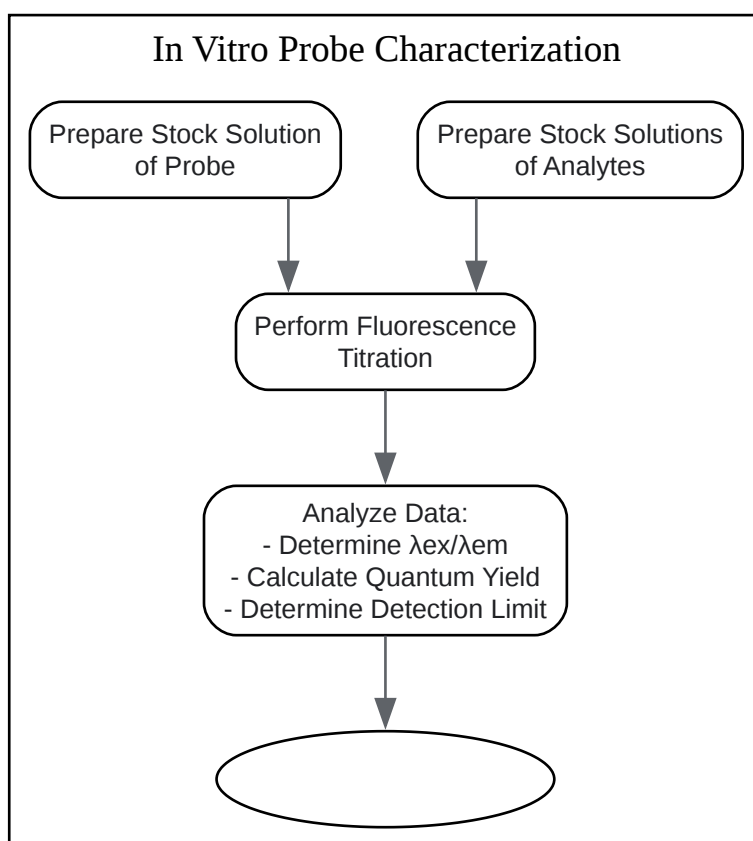 In Vitro Probe Characterization
Prepare Stock Solution
of Probe
Prepare Stock Solutions
of Analytes
Perform Fluorescence
Titration
Analyze Data:
- Determine λex/λem
- Calculate Quantum Yield
- Determine Detection Limit